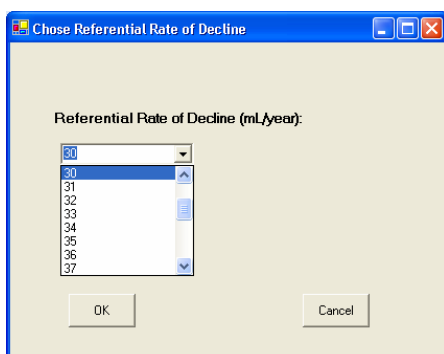 Chose Referential Rate of Decline
Referential Rate of Decline (mL/year):
30
30
31
32
33
34
35
36
37
OK
Cancel